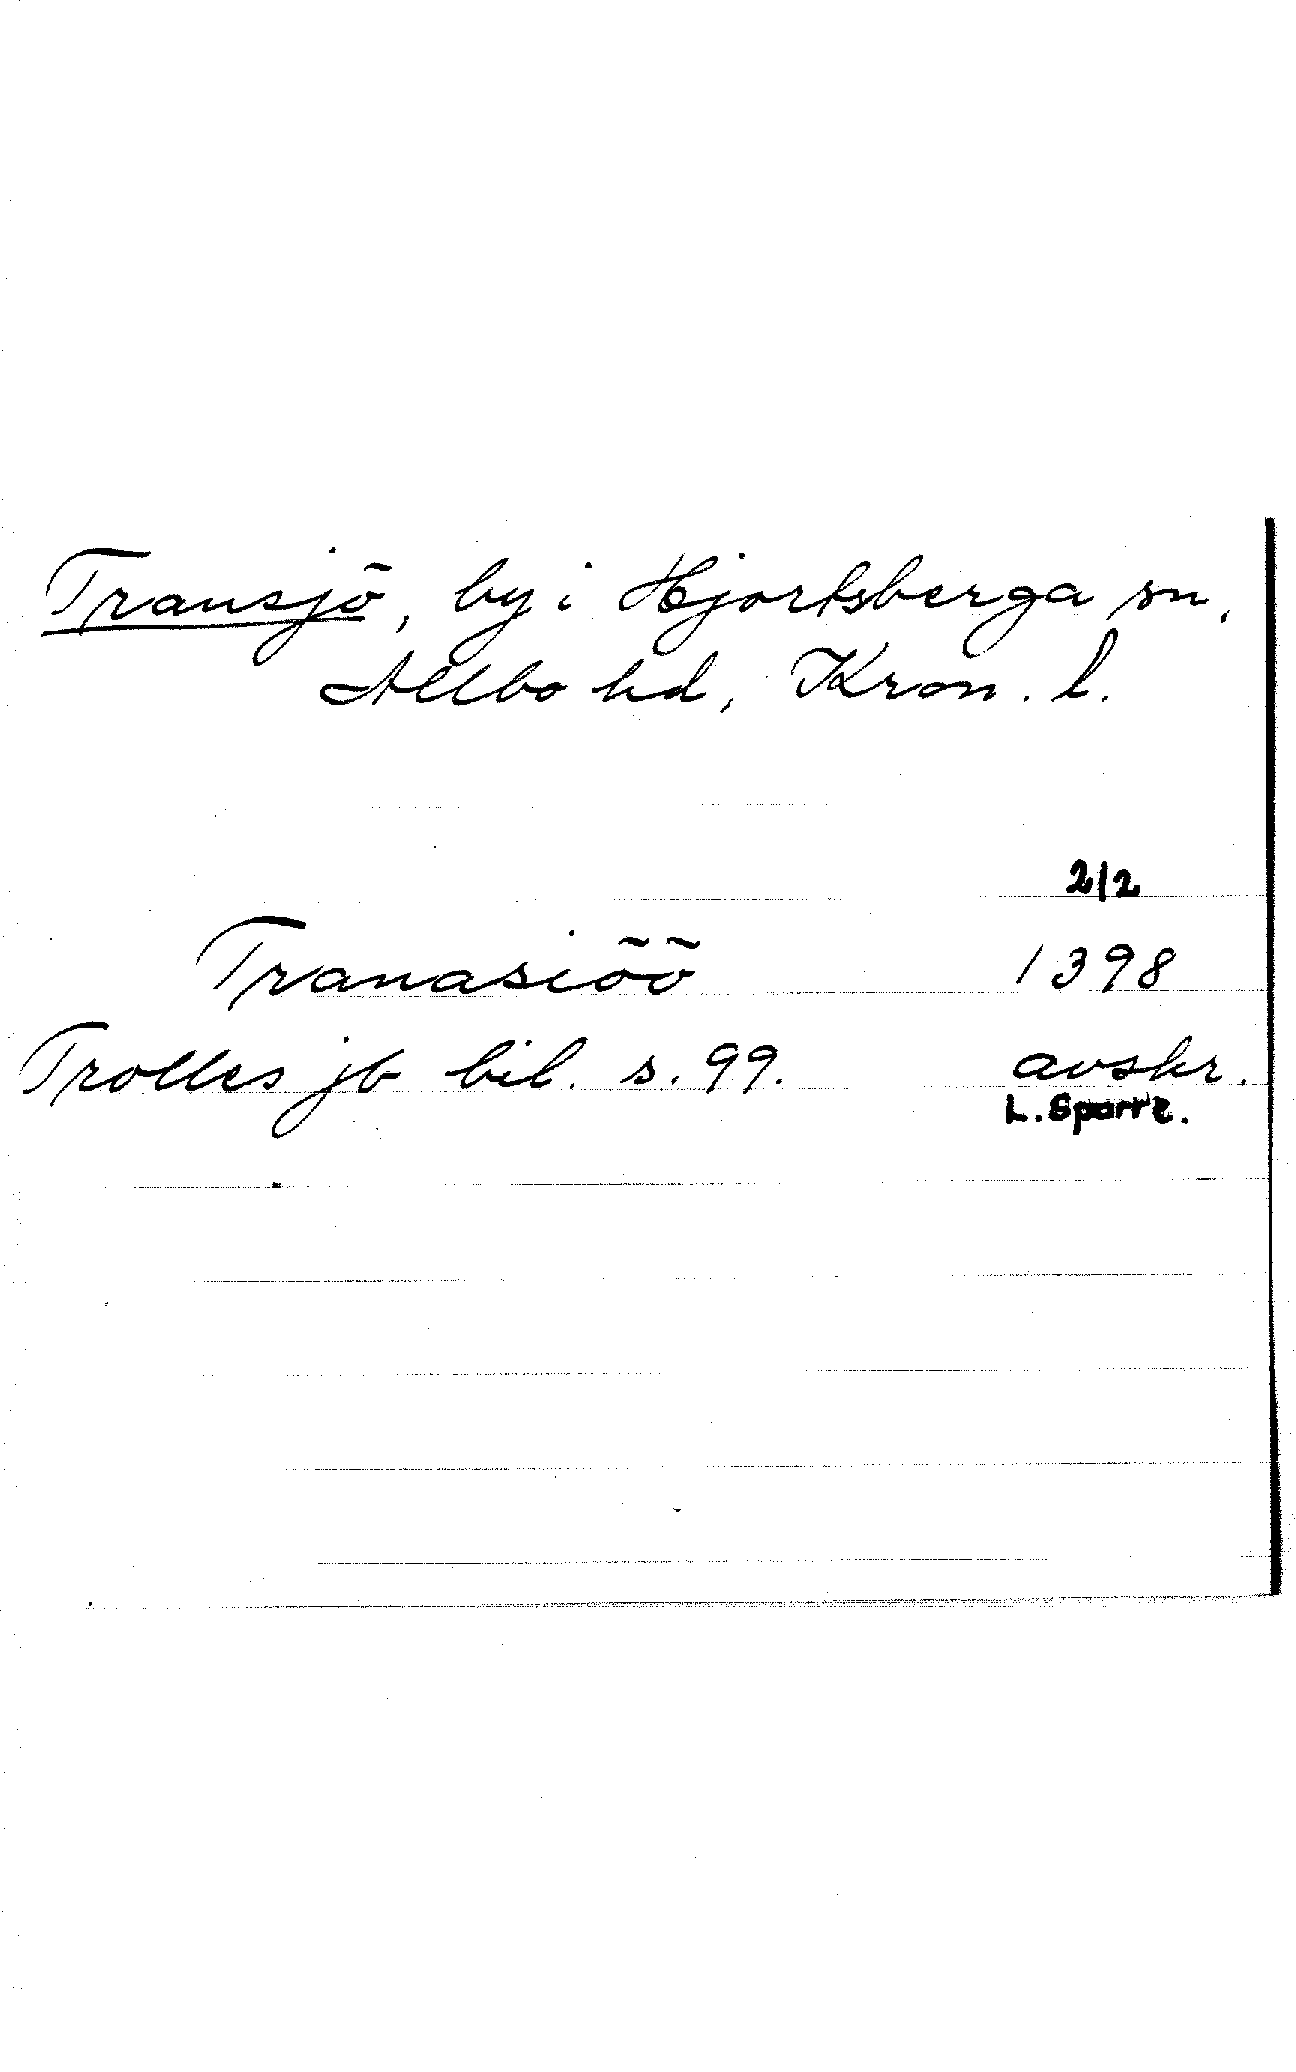 Transjö, by i Hjortsberga sn,
Allbo hd, Kron. l.
2/2
Tranasiöö 1398
Trolles jb bil. s. 99. avskr.
L. Sparre.